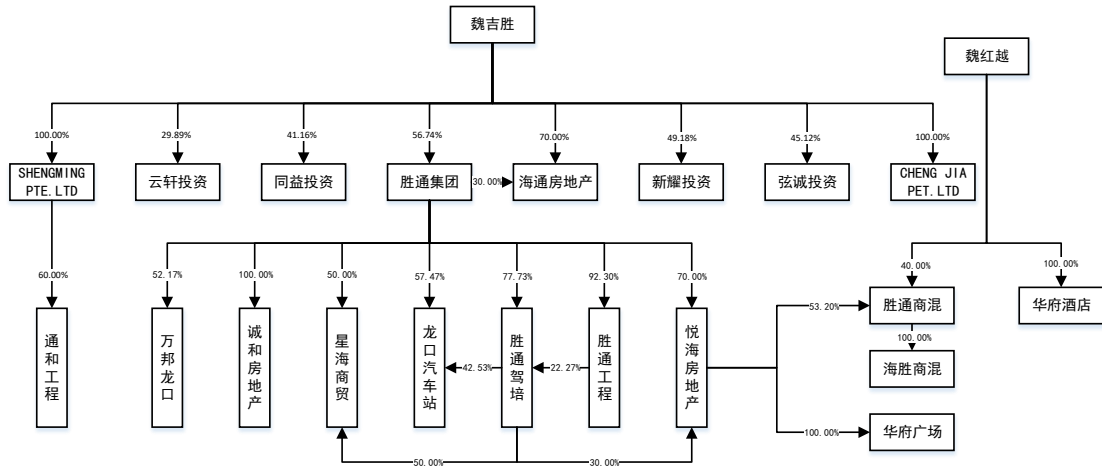 魏吉胜
魏红越
100.00%
29.89%
41.16%
56.74%
70.00%
49.18%
45.12%
100.00%
SHENGMING
PTE.LTD
云轩投资
同益投资
胜通集团
30.00%
海通房地产
新耀投资
弦诚投资
CHENG JIA
PET.LTD
60.00%
52.17%
100.00%
50.00%
57.47%
77.73%
92.30%
70.00%
40.00%
100.00%
通和工程
万邦龙口
诚和房地产
星海商贸
龙口汽车站
42.53%
胜通驾培
22.27%
胜通工程
悦海房地产
53.20%
胜通商混
华府酒店
100.00%
海胜商混
100.00%
华府广场
50.00%
30.00%